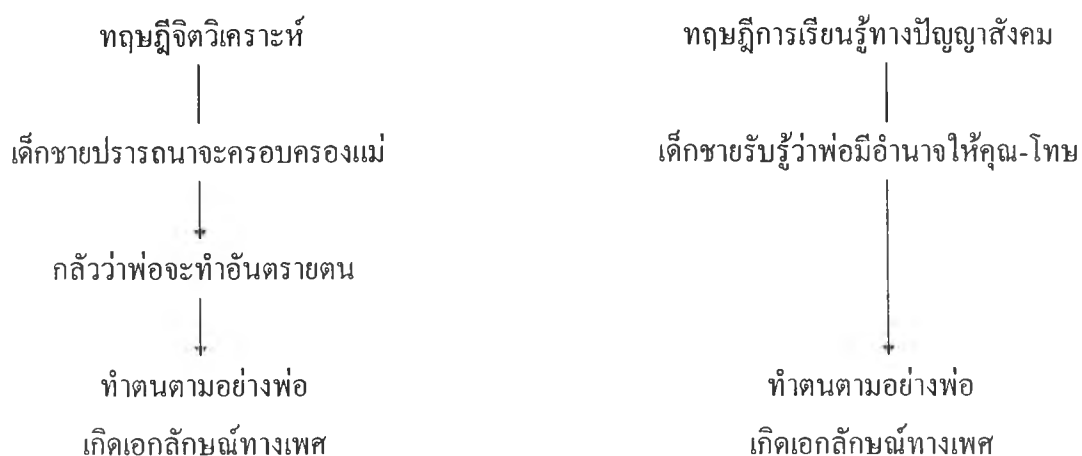 ทฤษฎีจิตวิเคราะห์
เด็กชายปรารถนาจะครอบครองแม่
กลัวว่าพ่อจะทำอันตรายตน
ทำตนตามอย่างพ่อ
เกิดเอกลักษณ์ทางเพศ
ทฤษฎีการเรียนรู้ทางปัญญาสังคม
เด็กชายรับรู้ว่าพ่อมีอำนาจให้คุณ-โทษ
ทำตนตามอย่างพ่อ
เกิดเอกลักษณ์ทางเพศ